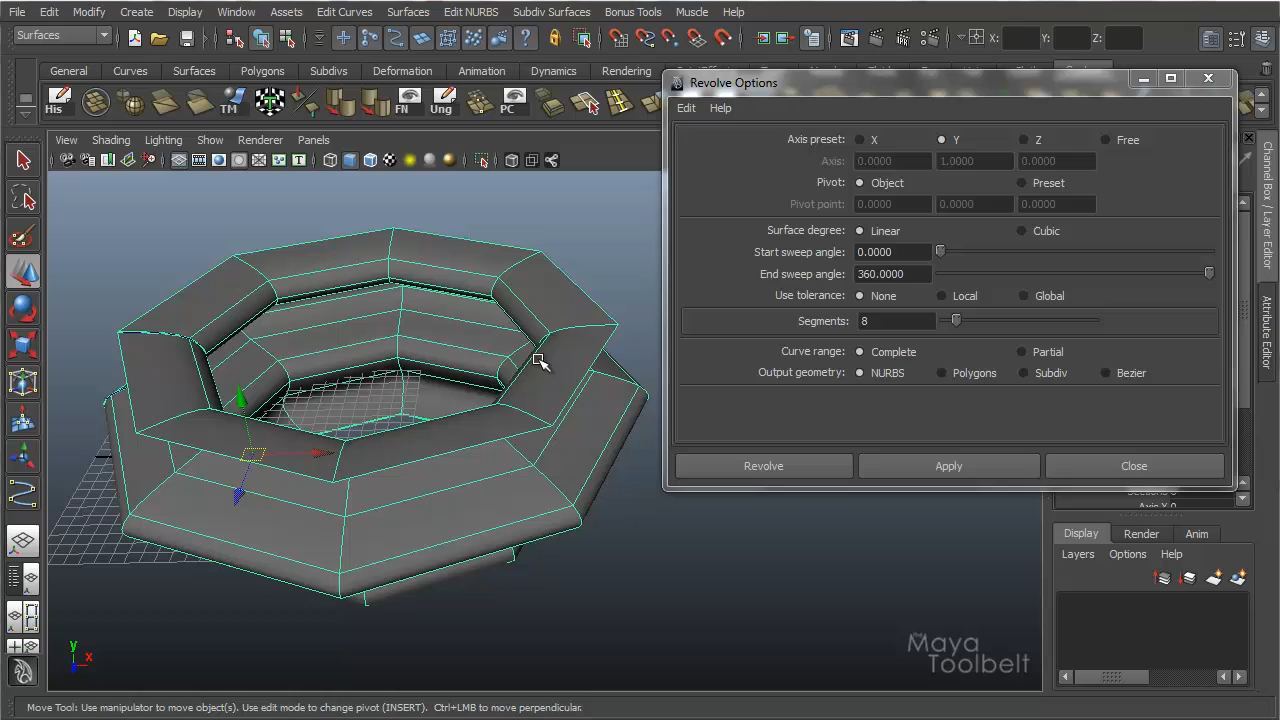 File Edit Modify Create Display Window Assets Edit Curves Surfaces Edit NURBS Subdiv Surfaces Bonus Tools Muscle Help
Surfaces X: Y: Z:
General Curves Surfaces Polygons Subdivs Deformation Animation Dynamics Rendering
His TM FN Ung PC
View Shading Lighting Show Renderer Panels
Revolve Options
Edit Help
Axis preset: X Y Z Free
Axis: 0.0000 1.0000 0.0000
Pivot: Object Preset
Pivot point: 0.0000 0.0000 0.0000
Surface degree: Linear Cubic
Start sweep angle: 0.0000
End sweep angle: 360.0000
Use tolerance: None Local Global
Segments: 8
Curve range: Complete Partial
Output geometry: NURBS Polygons Subdiv Bezier
Revolve Apply Close
Channel Box / Layer Editor
Attribute Editor
Display Render Anim
Layers Options Help
y
x
Maya
Toolbelt
Move Tool: Use manipulator to move object(s). Use edit mode to change pivot (INSERT). Ctrl+LMB to move perpendicular.